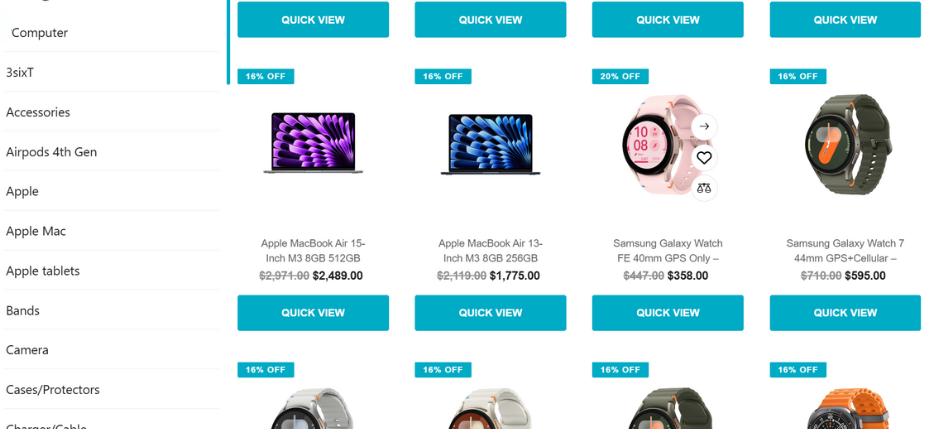 Computer
3sixT
Accessories
Airpods 4th Gen
Apple
Apple Mac
Apple tablets
Bands
Camera
Cases/Protectors
Charger/Cable
QUICK VIEW
QUICK VIEW
QUICK VIEW
QUICK VIEW
16% OFF
16% OFF
20% OFF
16% OFF
10
08
Apple MacBook Air 15-
Inch M3 8GB 512GB
$2,971.00 $2,489.00
Apple MacBook Air 13-
Inch M3 8GB 256GB
$2,119.00 $1,775.00
Samsung Galaxy Watch
FE 40mm GPS Only –
$447.00 $358.00
Samsung Galaxy Watch 7
44mm GPS+Cellular –
$710.00 $595.00
QUICK VIEW
QUICK VIEW
QUICK VIEW
QUICK VIEW
16% OFF
16% OFF
16% OFF
16% OFF